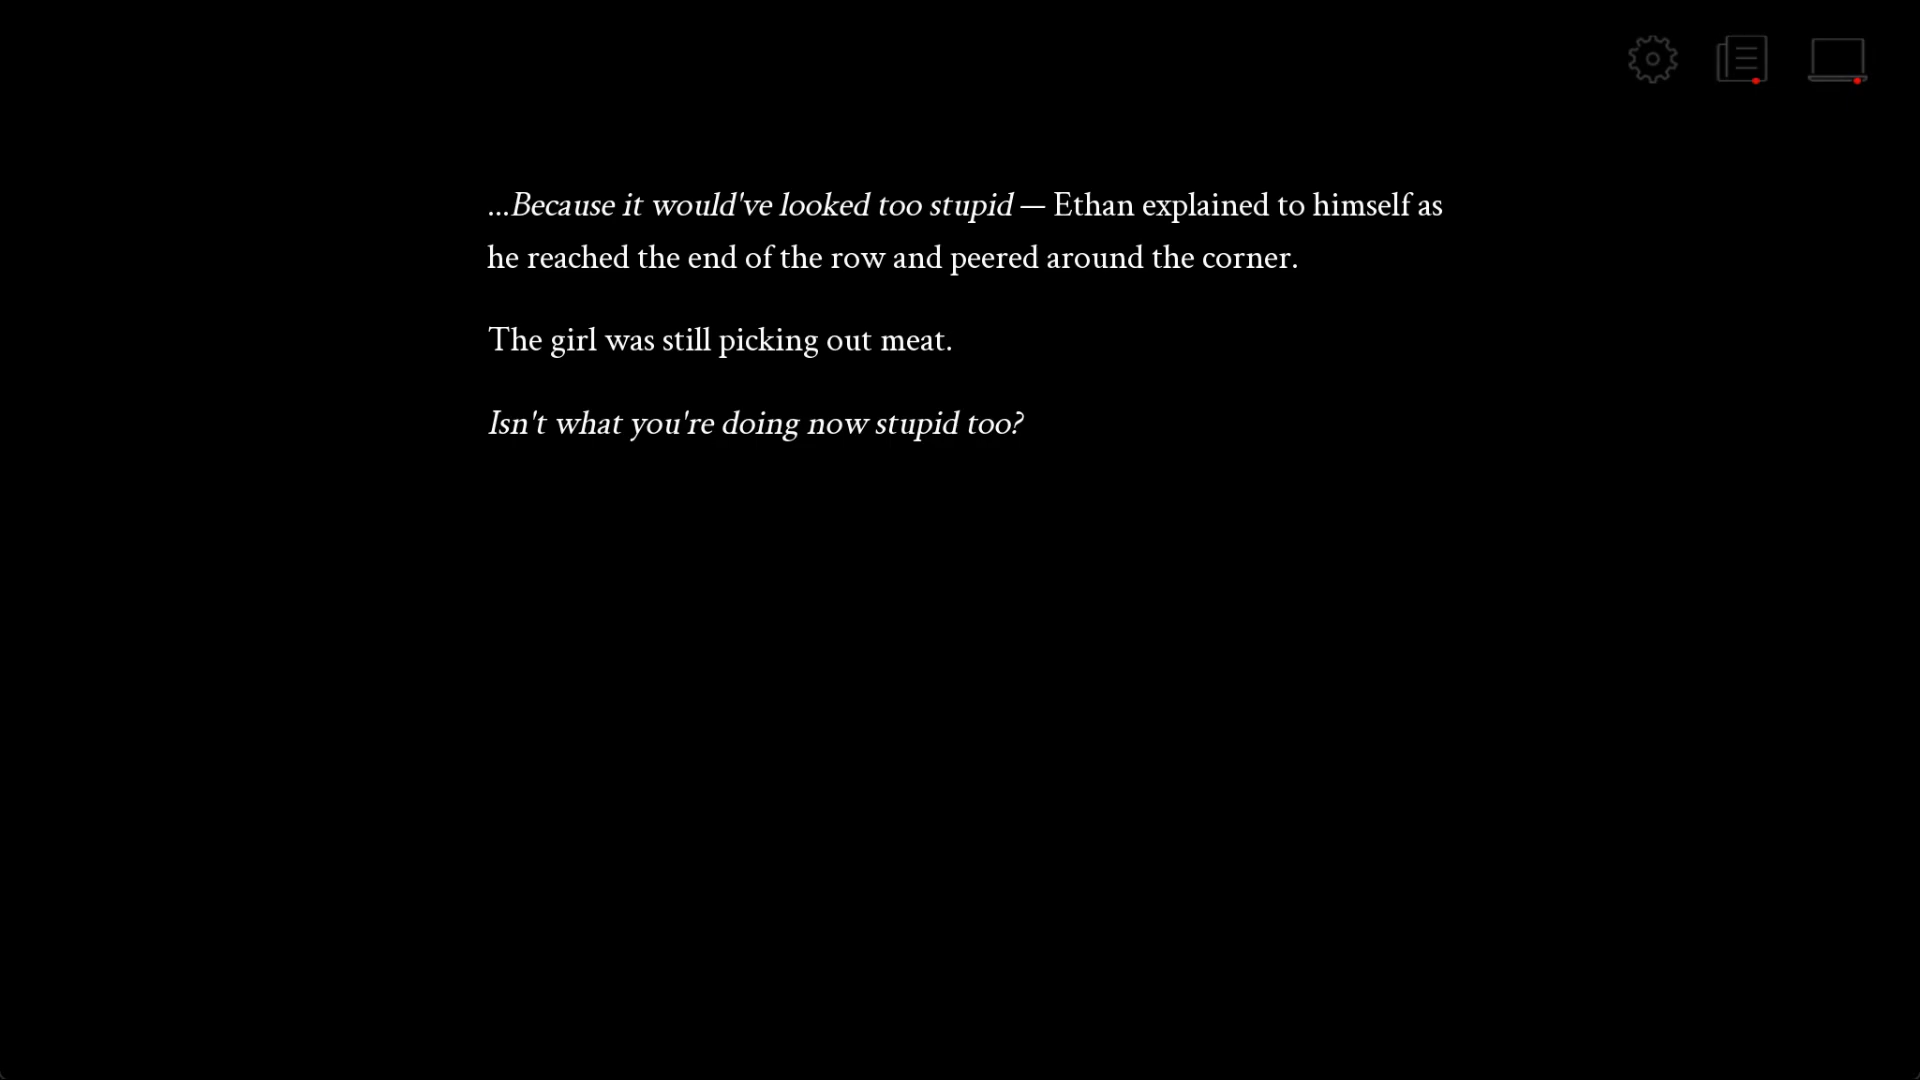 ...Because it would've looked too stupid — Ethan explained to himself as
he reached the end of the row and peered around the corner.
The girl was still picking out meat.
Isn't what you're doing now stupid too?